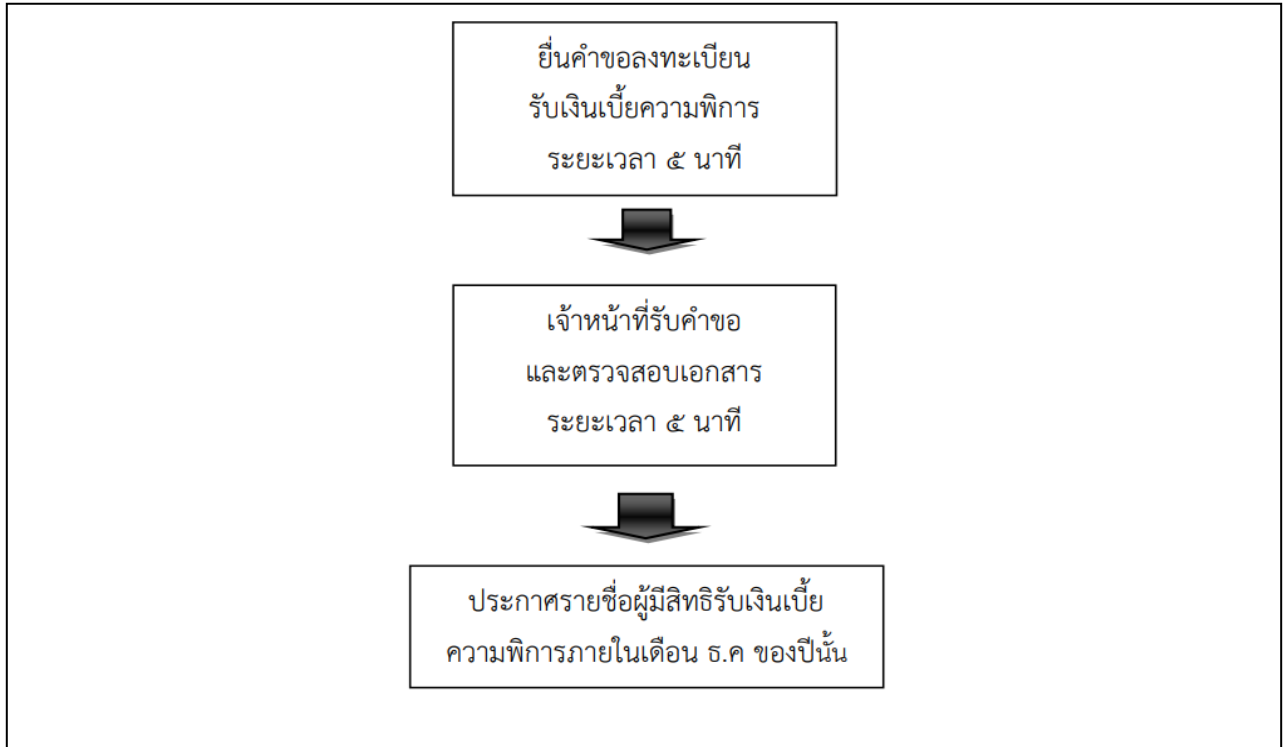 ยื่นคำขอลงทะเบียน
รับเงินเบี้ยความพิการ
ระยะเวลา ๕ นาที
เจ้าหน้าที่รับคำขอ
และตรวจสอบเอกสาร
ระยะเวลา ๕ นาที
ประกาศรายชื่อผู้มีสิทธิรับเงินเบี้ย
ความพิการภายในเดือน ธ.ค ของปีนั้น